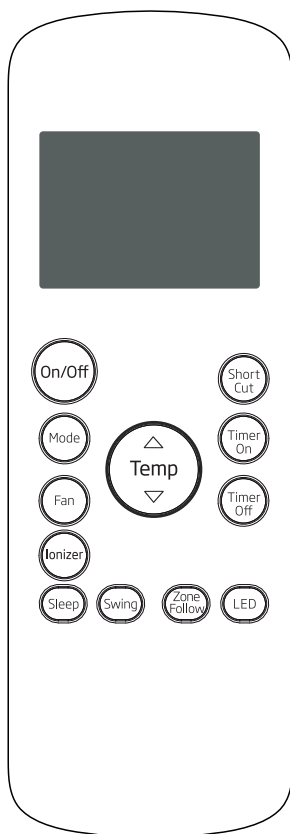 On/Off
Short
Cut
Mode
Timer
On
Temp
Fan
Timer
Off
Ionizer
Sleep
Swing
Zone
Follow
LED